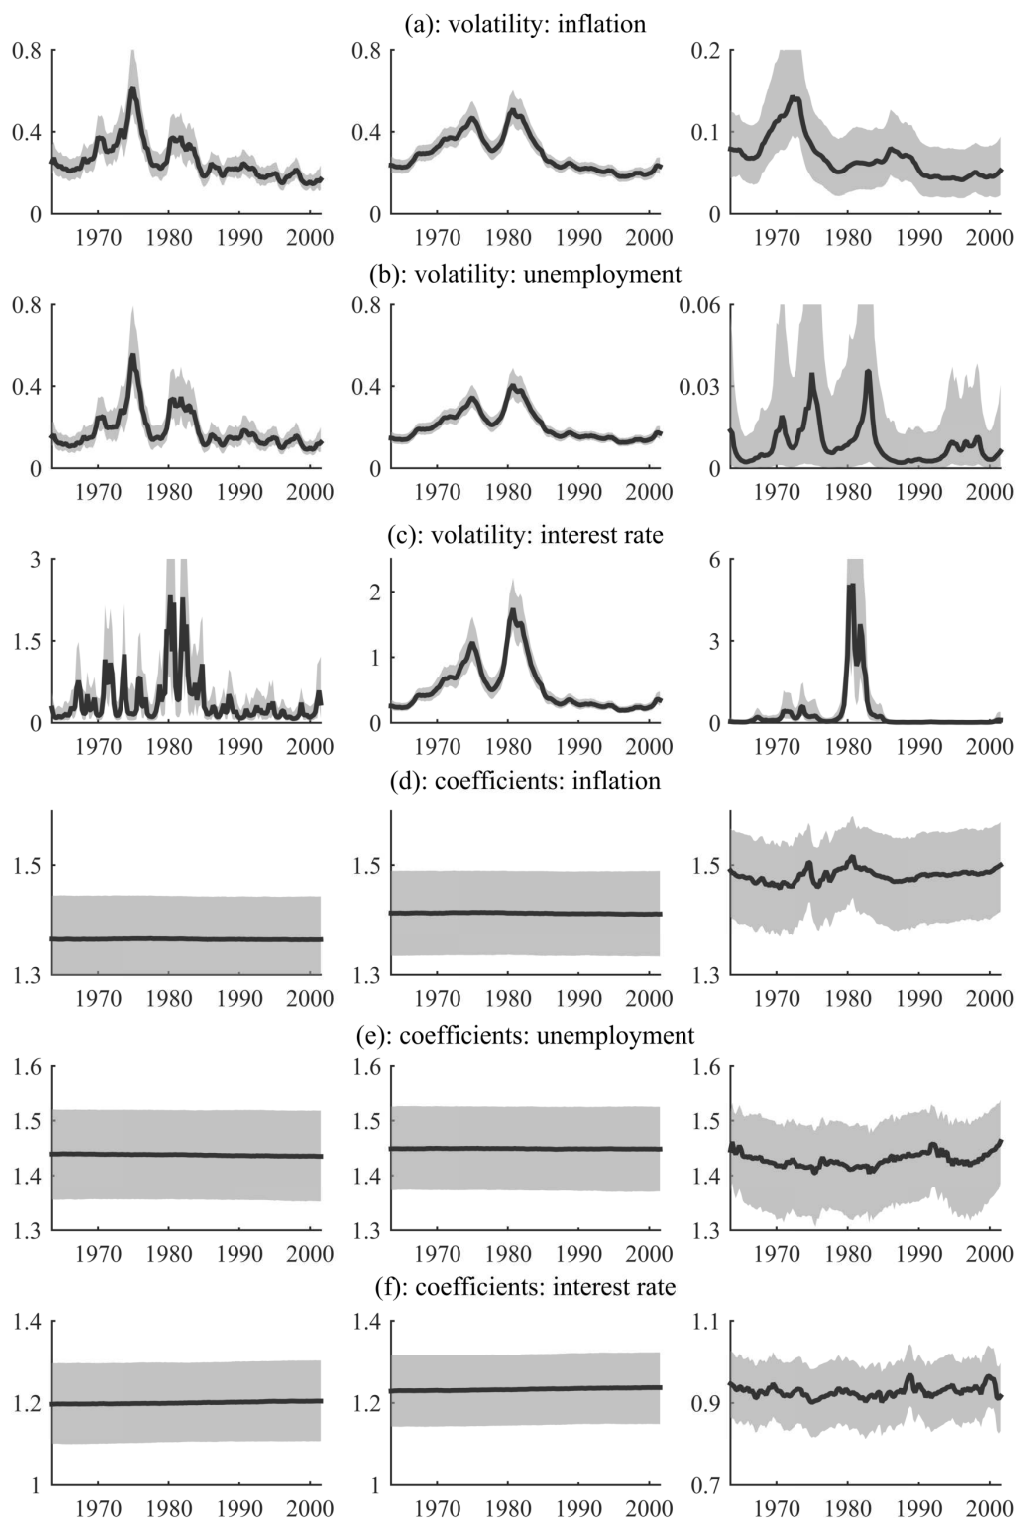 (a): volatility: inflation
0.8 0.8 0.2
0.4 0.4 0.1
0 0 0
1970 1980 1990 2000 1970 1980 1990 2000 1970 1980 1990 2000
(b): volatility: unemployment
0.8 0.8 0.06
0.4 0.4 0.03
0 0 0
1970 1980 1990 2000 1970 1980 1990 2000 1970 1980 1990 2000
(c): volatility: interest rate
3 6
2
1.5 3
1
0 0 0
1970 1980 1990 2000 1970 1980 1990 2000 1970 1980 1990 2000
(d): coefficients: inflation
1.5 1.5 1.5
1.3 1.3 1.3
1970 1980 1990 2000 1970 1980 1990 2000 1970 1980 1990 2000
(e): coefficients: unemployment
1.6 1.6 1.6
1.5 1.5 1.5
1.4 1.4 1.4
1.3 1.3 1.3
1970 1980 1990 2000 1970 1980 1990 2000 1970 1980 1990 2000
(f): coefficients: interest rate
1.4 1.4 1.1
1.2 1.2 0.9
1 1 0.7
1970 1980 1990 2000 1970 1980 1990 2000 1970 1980 1990 2000